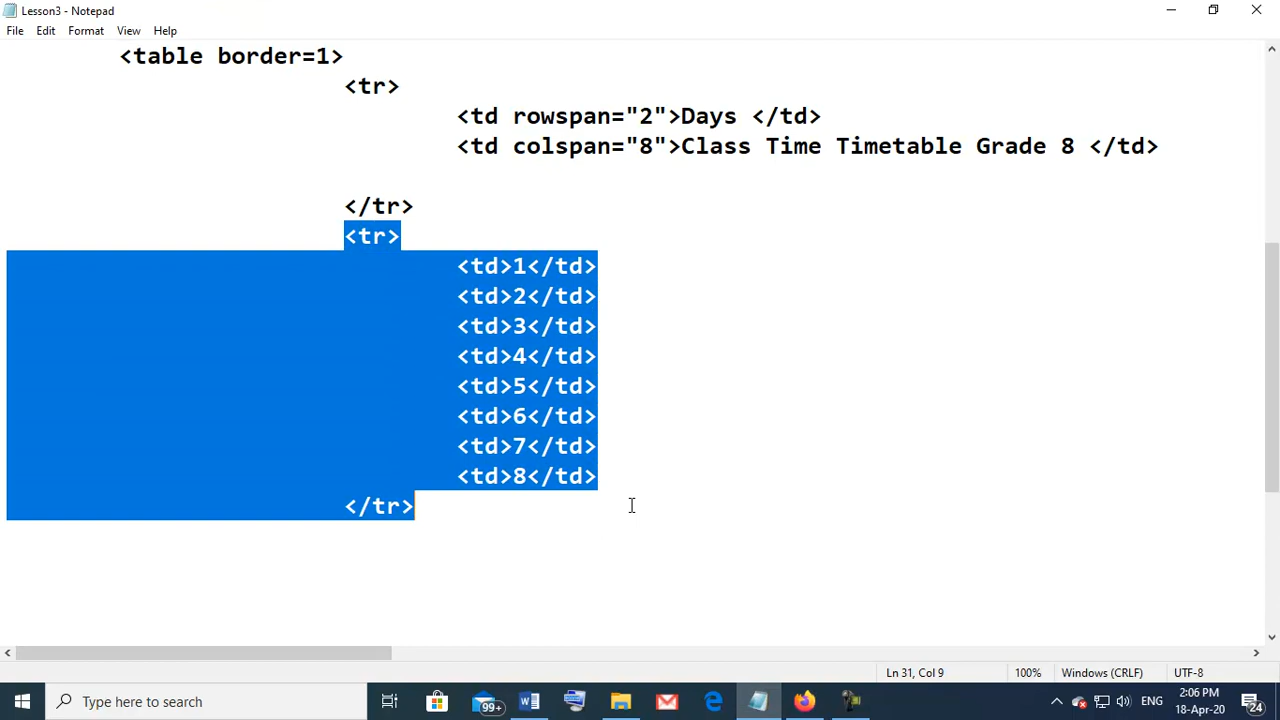 Lesson3 - Notepad
File Edit Format View Help
<table border=1>
<tr>
<td rowspan="2">Days </td>
<td colspan="8">Class Time Timetable Grade 8 </td>
</tr>
<tr>
<td>1</td>
<td>2</td>
<td>3</td>
<td>4</td>
<td>5</td>
<td>6</td>
<td>7</td>
<td>8</td>
</tr>
Ln 31, Col 9 100% Windows (CRLF) UTF-8
Type here to search 99+ ENG 2:06 PM 18-Apr-20 24